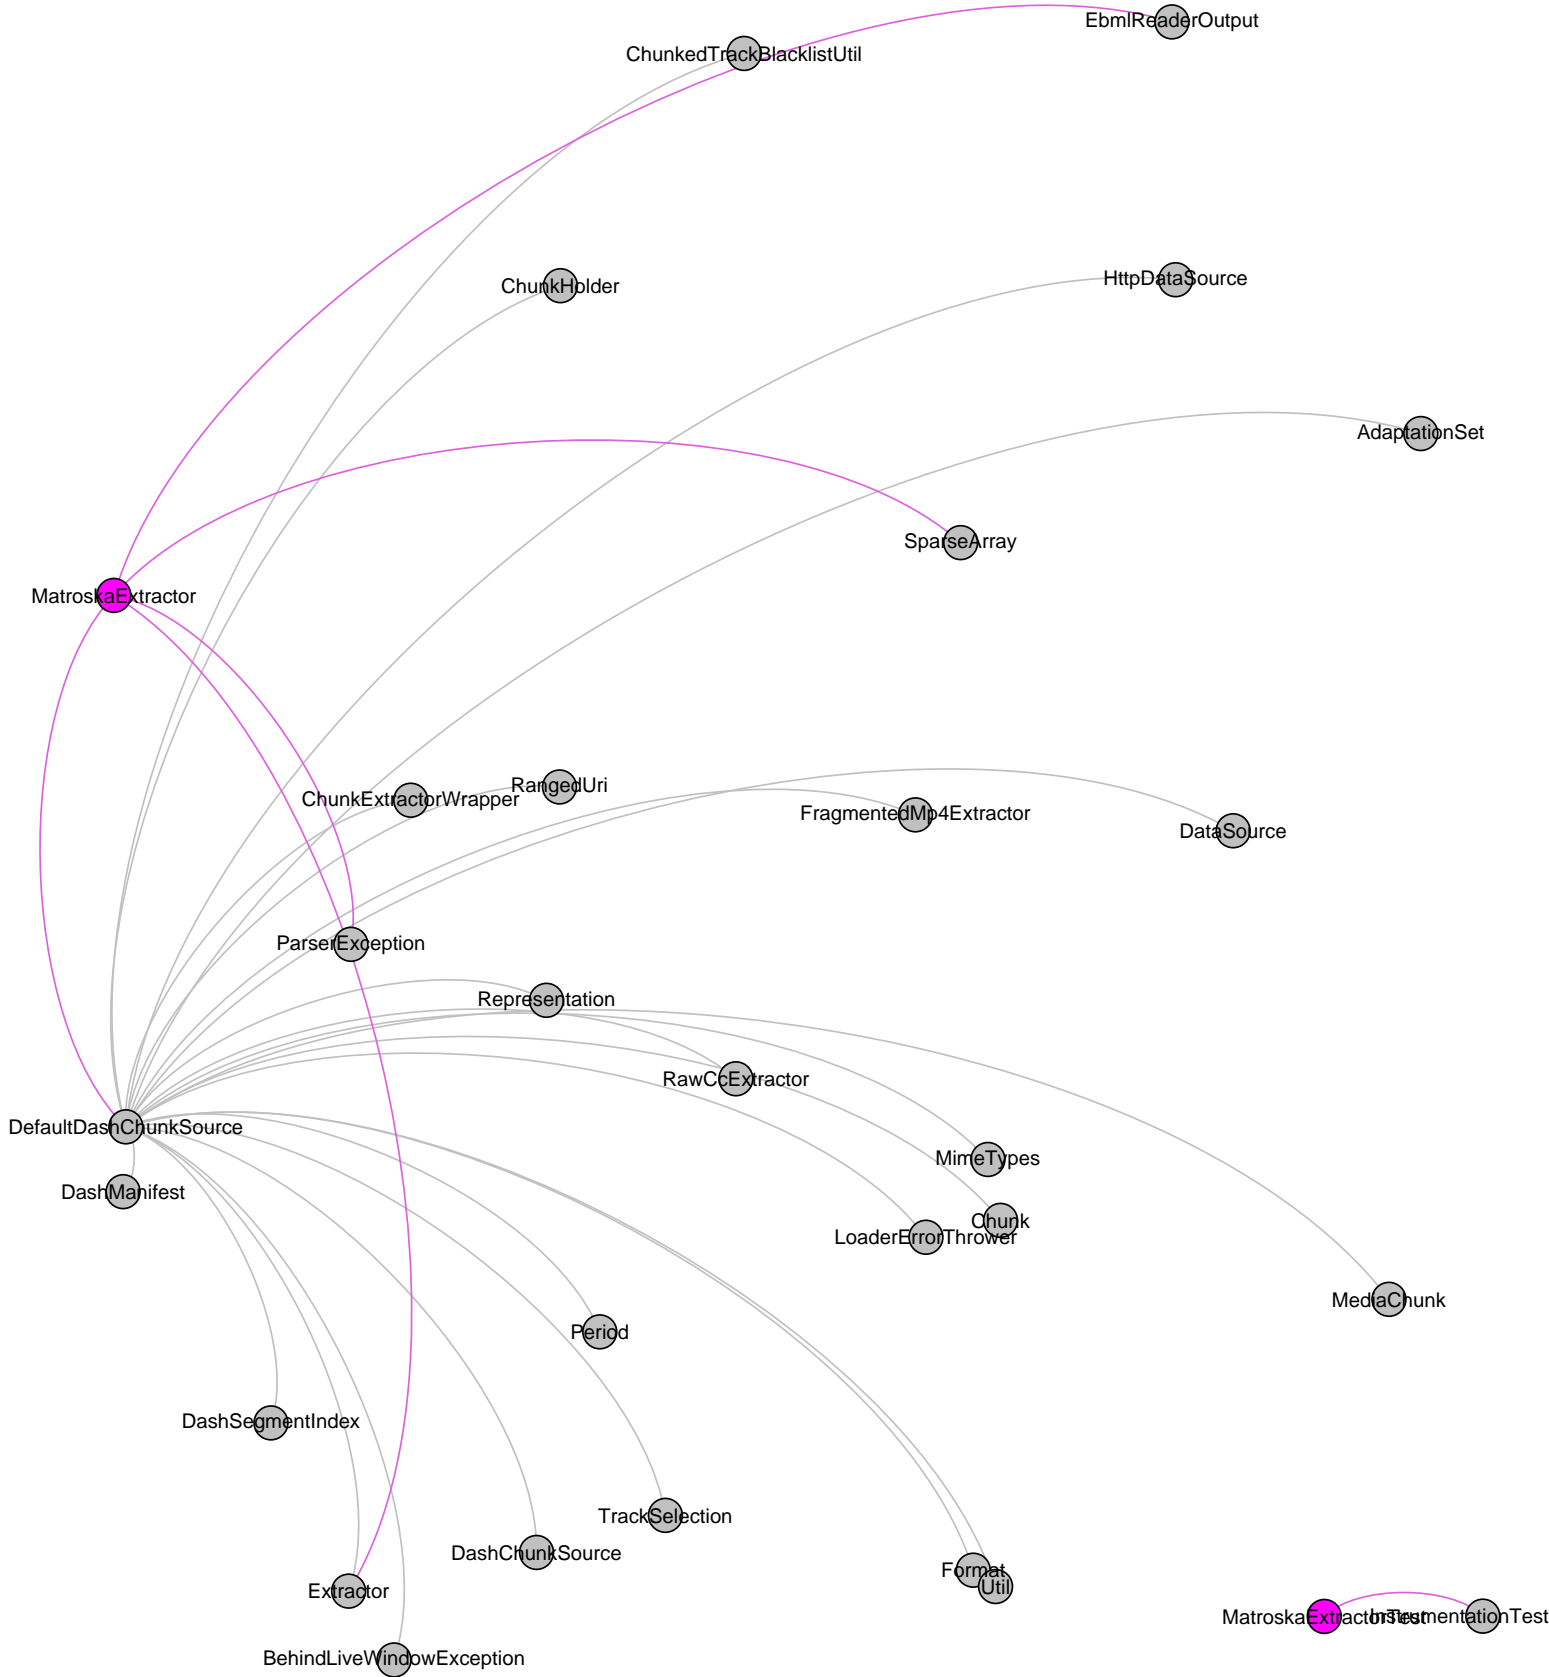 EbmlReaderOutput
ChunkedTrackBlacklistUtil
HttpDataSource
ChunkHolder
AdaptationSet
SparseArray
MatroskaExtractor
RangedUri
ChunkExtractorWrapper
FragmentedMp4Extractor
DataSource
ParserException
Representation
RawCcExtractor
DefaultDashChunkSource
MimeTypes
DashManifest
Chunk
LoaderErrorThrower
MediaChunk
Period
DashSegmentIndex
TrackSelection
DashChunkSource
Format
Util
Extractor
MatroskaExtractorTest
InstrumentationTest
BehindLiveWindowException